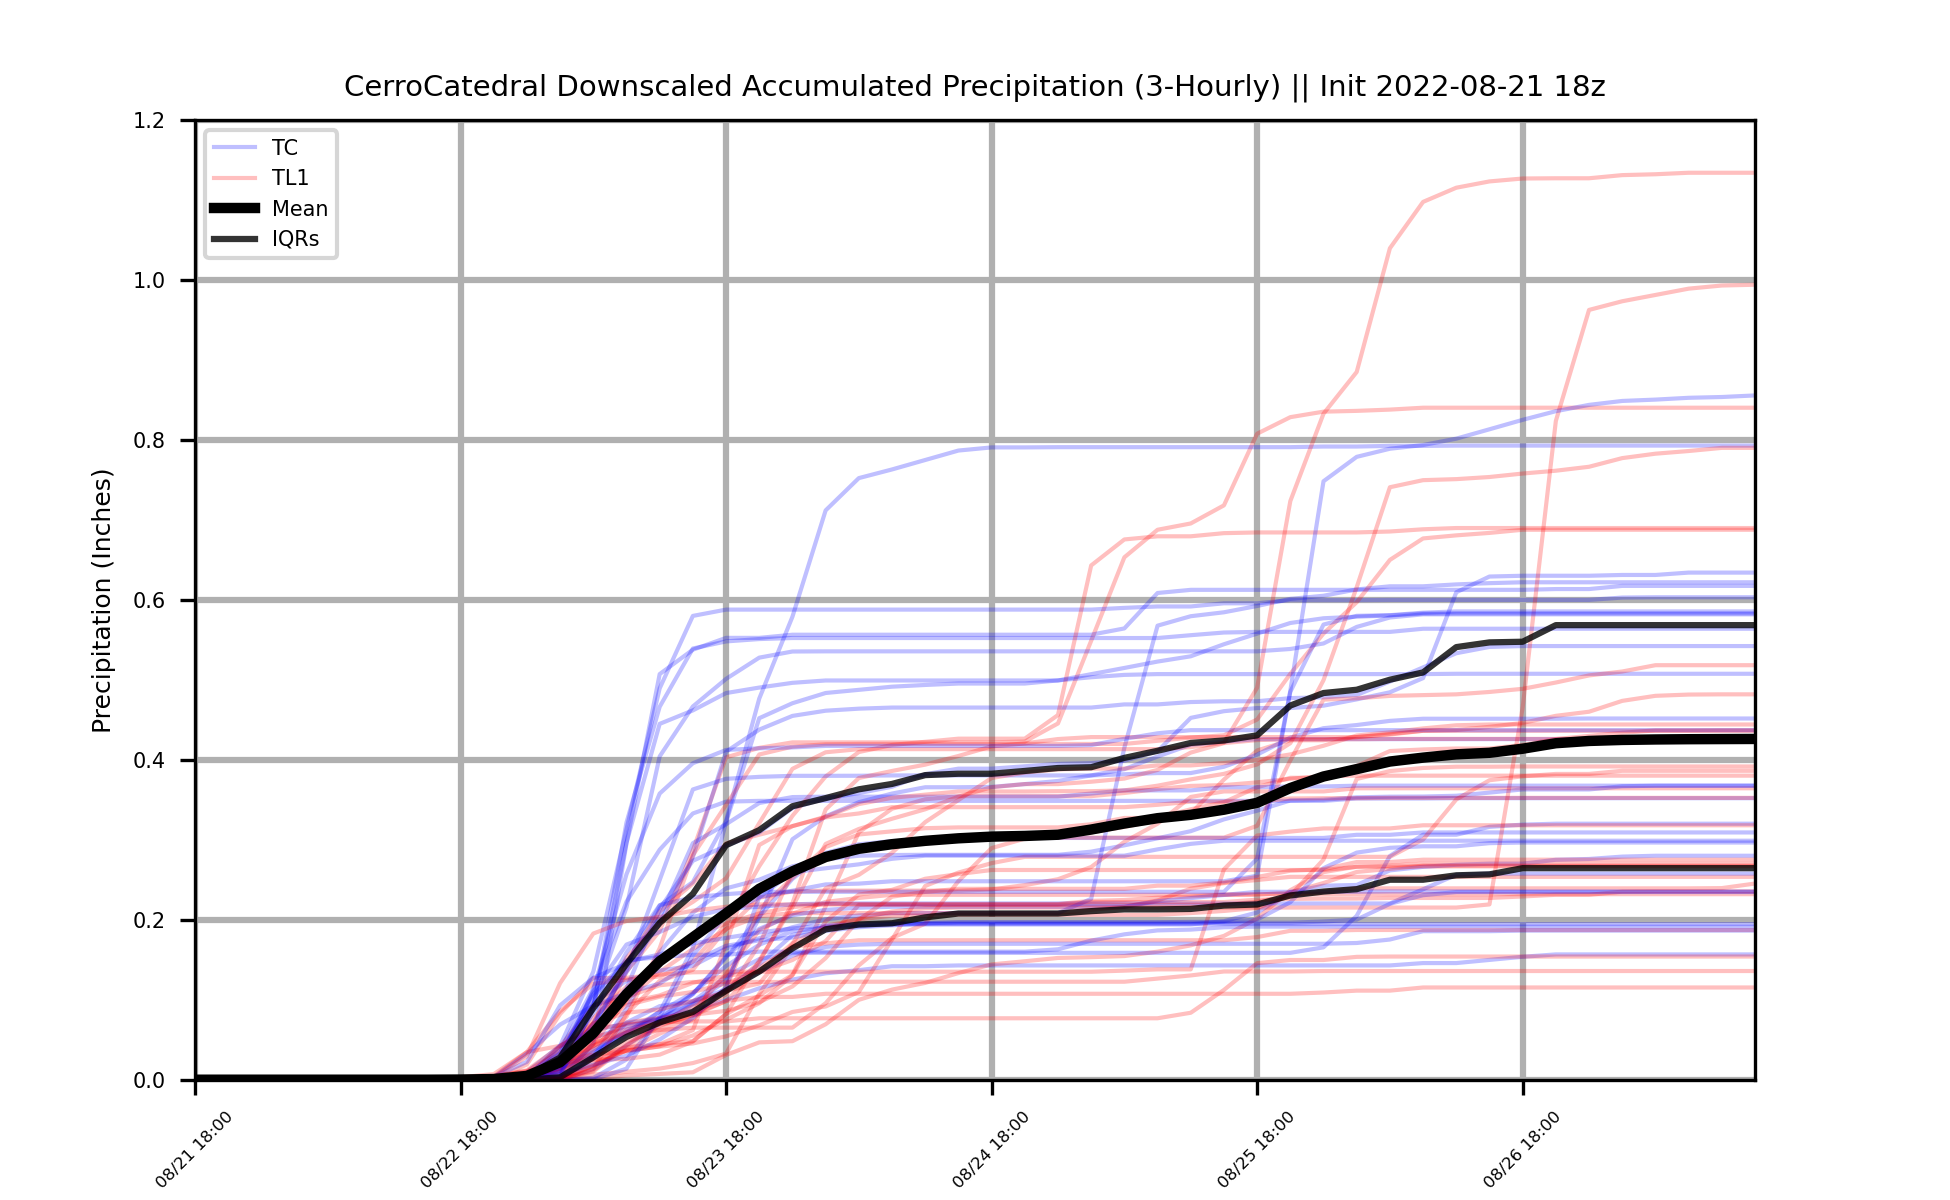 CerroCatedral Downscaled Accumulated Precipitation (3-Hourly) || Init 2022-08-21 18z
TC
TL1
Mean
IQRs
Precipitation (Inches)
1.2
1.0
0.8
0.6
0.4
0.2
0.0
08/21 18:00
08/22 18:00
08/23 18:00
08/24 18:00
08/25 18:00
08/26 18:00